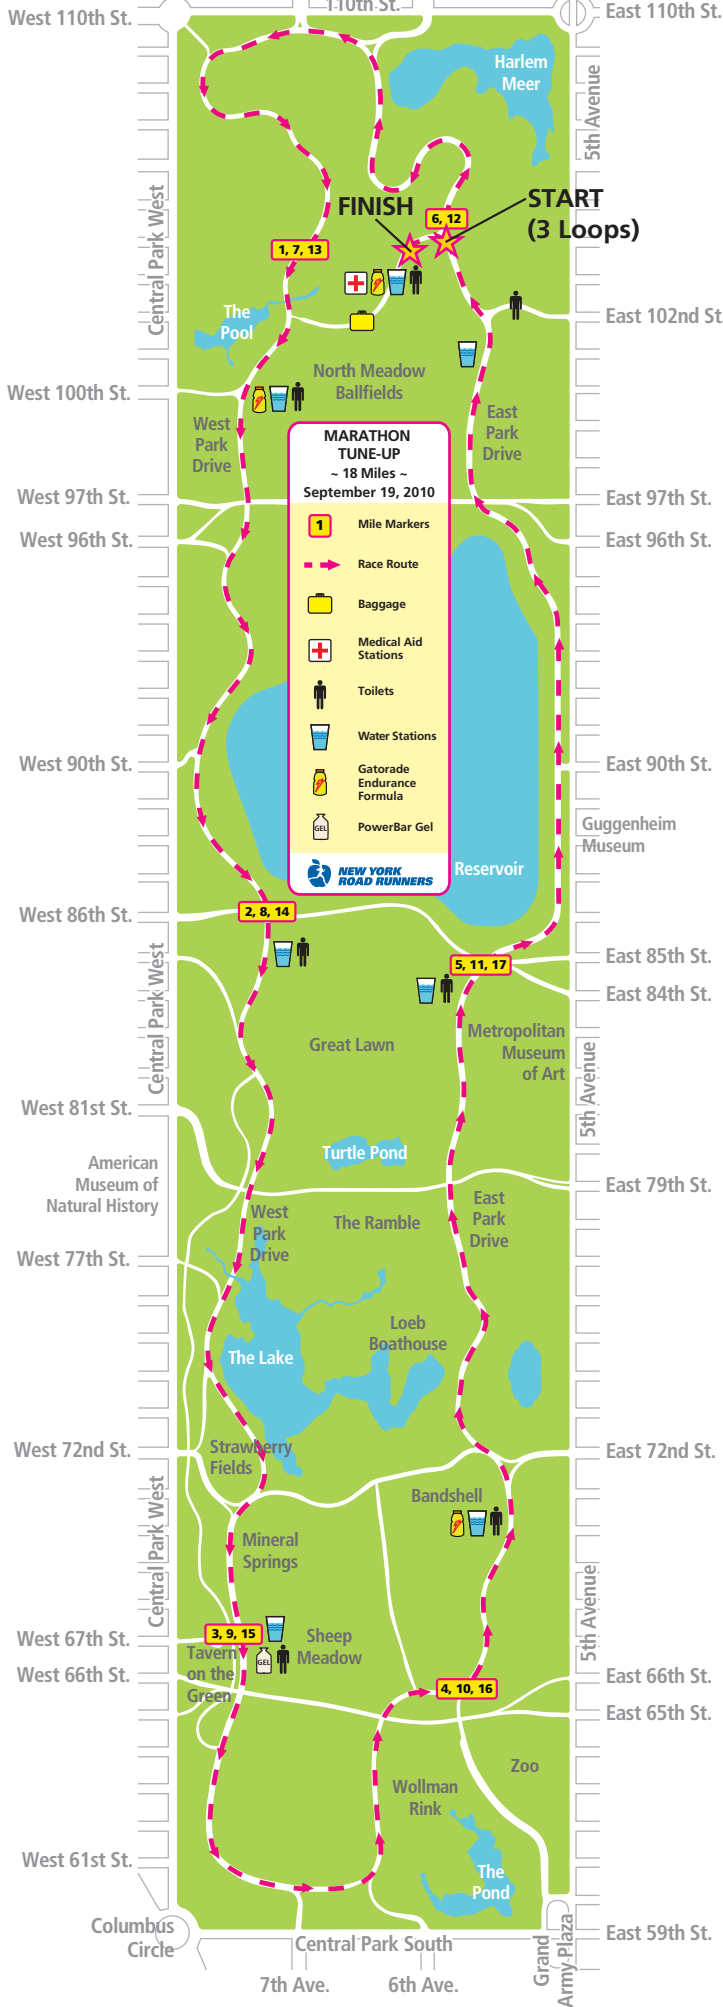 110th St.
West 110th St.
East 110th St.
Harlem
Meer
5th Avenue
Central Park West
FINISH
START
(3 Loops)
6, 12
1, 7, 13
The
Pool
East 102nd St.
North Meadow
Ballfields
West 100th St.
West
Park
Drive
East
Park
Drive
MARATHON
TUNE-UP
~ 18 Miles ~
September 19, 2010
1
Mile Markers
Race Route
Baggage
Medical Aid
Stations
Toilets
Water Stations
Gatorade
Endurance
Formula
GEL
PowerBar Gel
NEW YORK
ROAD RUNNERS
West 97th St.
East 97th St.
West 96th St.
East 96th St.
West 90th St.
East 90th St.
Guggenheim
Museum
Reservoir
West 86th St.
2, 8, 14
5, 11, 17
East 85th St.
East 84th St.
Central Park West
Great Lawn
Metropolitan
Museum
of Art
5th Avenue
West 81st St.
American
Museum of
Natural History
Turtle Pond
East 79th St.
West
Park
Drive
The Ramble
East
Park
Drive
West 77th St.
Loeb
Boathouse
The Lake
West 72nd St.
Strawberry
Fields
East 72nd St.
Central Park West
Bandshell
Mineral
Springs
5th Avenue
West 67th St.
3, 9, 15
Sheep
Meadow
GEL
Tavern
on the
Green
West 66th St.
4, 10, 16
East 66th St.
East 65th St.
Zoo
Wollman
Rink
West 61st St.
The
Pond
Columbus
Circle
Central Park South
Grand
Army Plaza
East 59th St.
7th Ave.
6th Ave.